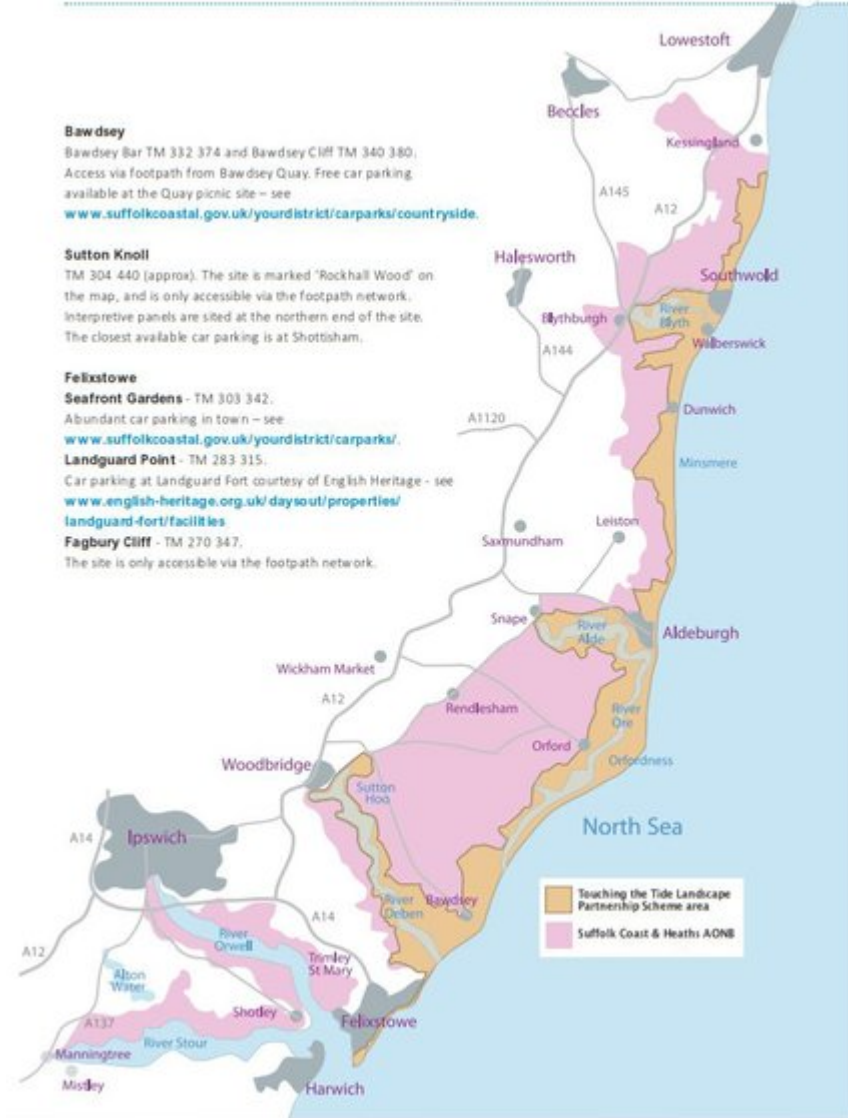 Bawdsey
Bawdsey Bar TM 332 374 and Bawdsey Cliff TM 340 380.
Access via footpath from Bawdsey Quay. Free car parking
available at the Quay picnic site – see
www.suffolkcoastal.gov.uk/yourdistrict/carparks/countryside.
Sutton Knoll
TM 304 440 (approx). The site is marked 'Rockhall Wood' on
the map, and is only accessible via the footpath network.
Interpretive panels are sited at the northern end of the site.
The closest available car parking is at Shottisham.
Felixstowe
Seafront Gardens - TM 303 342.
Abundant car parking in town – see
www.suffolkcoastal.gov.uk/yourdistrict/carparks/.
Landguard Point - TM 283 315.
Car parking at Landguard Fort courtesy of English Heritage - see
www.english-heritage.org.uk/daysout/properties/
landguard-fort/facilities
Fagbury Cliff - TM 270 347.
The site is only accessible via the footpath network.
Lowestoft
Beccles
Kessingland
A145
A12
Halesworth
Southwold
River
Blyth
Blythburgh
Walberswick
A144
Dunwich
A1120
Minsmere
Leiston
Saxmundham
Snape
River
Alde
Aldeburgh
Wickham Market
A12
Rendlesham
River
Ore
Orford
Orfordness
Woodbridge
Sutton
Hoo
North Sea
A14
Ipswich
Touching the Tide Landscape
Partnership Scheme area
Suffolk Coast & Heaths AONB
River
Deben
Bawdsey
A14
River
Orwell
A12
Trimley
St Mary
Alton
Water
Shotley
A137
Felixstowe
River Stour
Manningtree
Mistley
Harwich